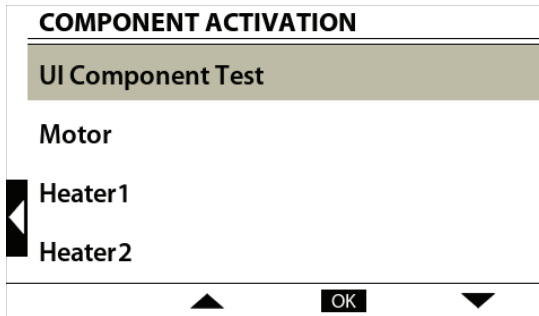 COMPONENT ACTIVATION
UI Component Test
Motor
Heater1
Heater2
OK